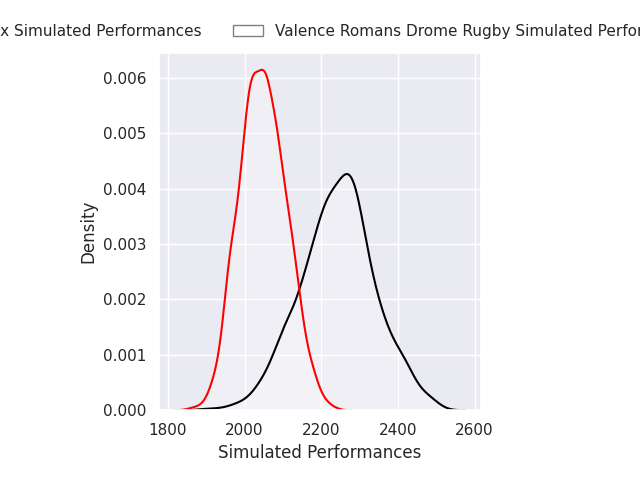 x Simulated Performances
Valence Romans Drome Rugby Simulated Perfor
0.006
0.005
0.004
0.003
0.002
0.001
0.000
Density
1800 2000 2200 2400 2600
Simulated Performances